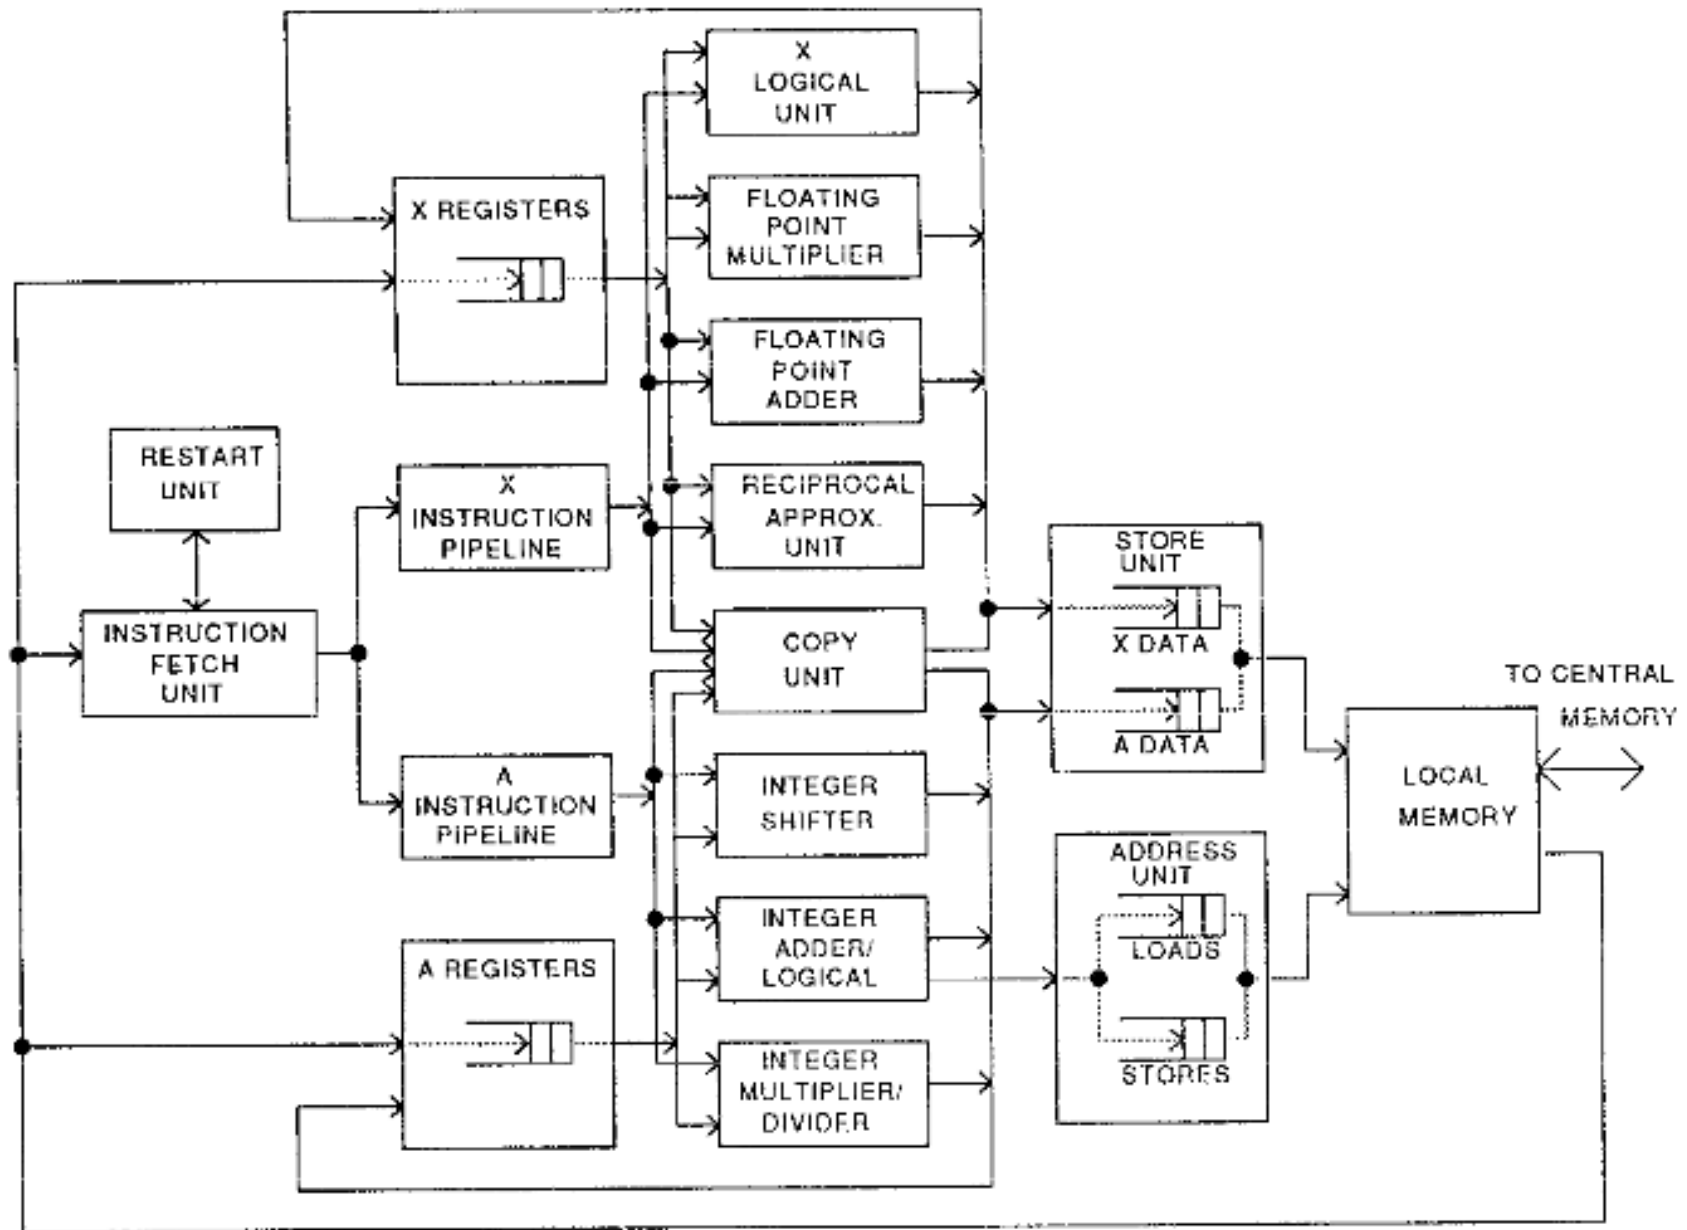 X
LOGICAL
UNIT
X REGISTERS
FLOATING
POINT
MULTIPLIER
FLOATING
POINT
ADDER
RESTART
UNIT
X
INSTRUCTION
PIPELINE
RECIPROCAL
APPROX.
UNIT
STORE
UNIT
X DATA
A DATA
INSTRUCTION
FETCH
UNIT
COPY
UNIT
TO CENTRAL
MEMORY
LOCAL
MEMORY
A
INSTRUCTION
PIPELINE
INTEGER
SHIFTER
ADDRESS
UNIT
LOADS
STORES
A REGISTERS
INTEGER
ADDER/
LOGICAL
INTEGER
MULTIPLIER/
DIVIDER